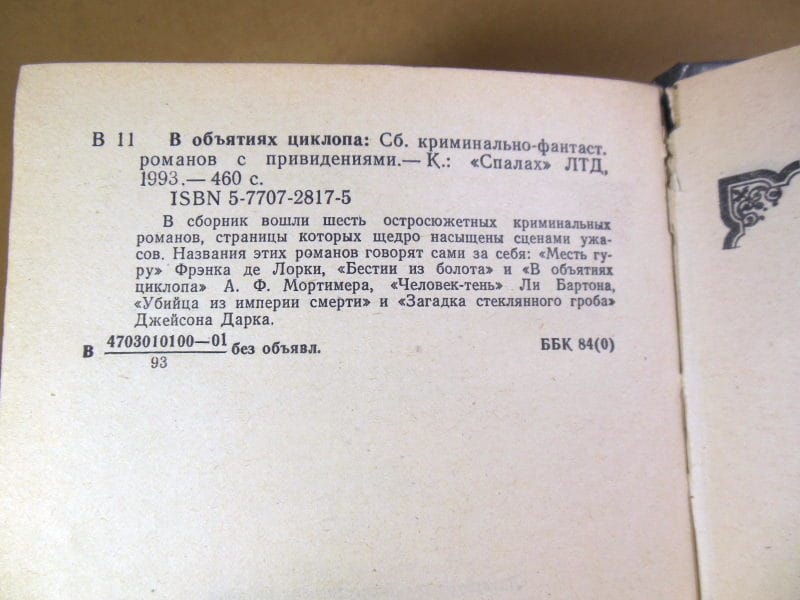 В 11 В объятиях циклопа: Сб. криминально-фантаст.
романов с привидениями.— К.: «Спалах» ЛТД,
1993.— 460 с.
ISBN 5-7707-2817-5
В сборник вошли шесть остросюжетных криминальных
романов, страницы которых щедро насыщены сценами ужа-
сов. Названия этих романов говорят сами за себя: «Месть гу-
ру» Фрэнка де Лорки, «Бестии из болота» и «В объятиях
циклопа» А. Ф. Мортимера, «Человек-тень» Ли Бартона,
«Убийца из империи смерти» и «Загадка стеклянного гроба»
Джейсона Дарка.
В 4703010100—01 без объявл. ББК 84(0)
93